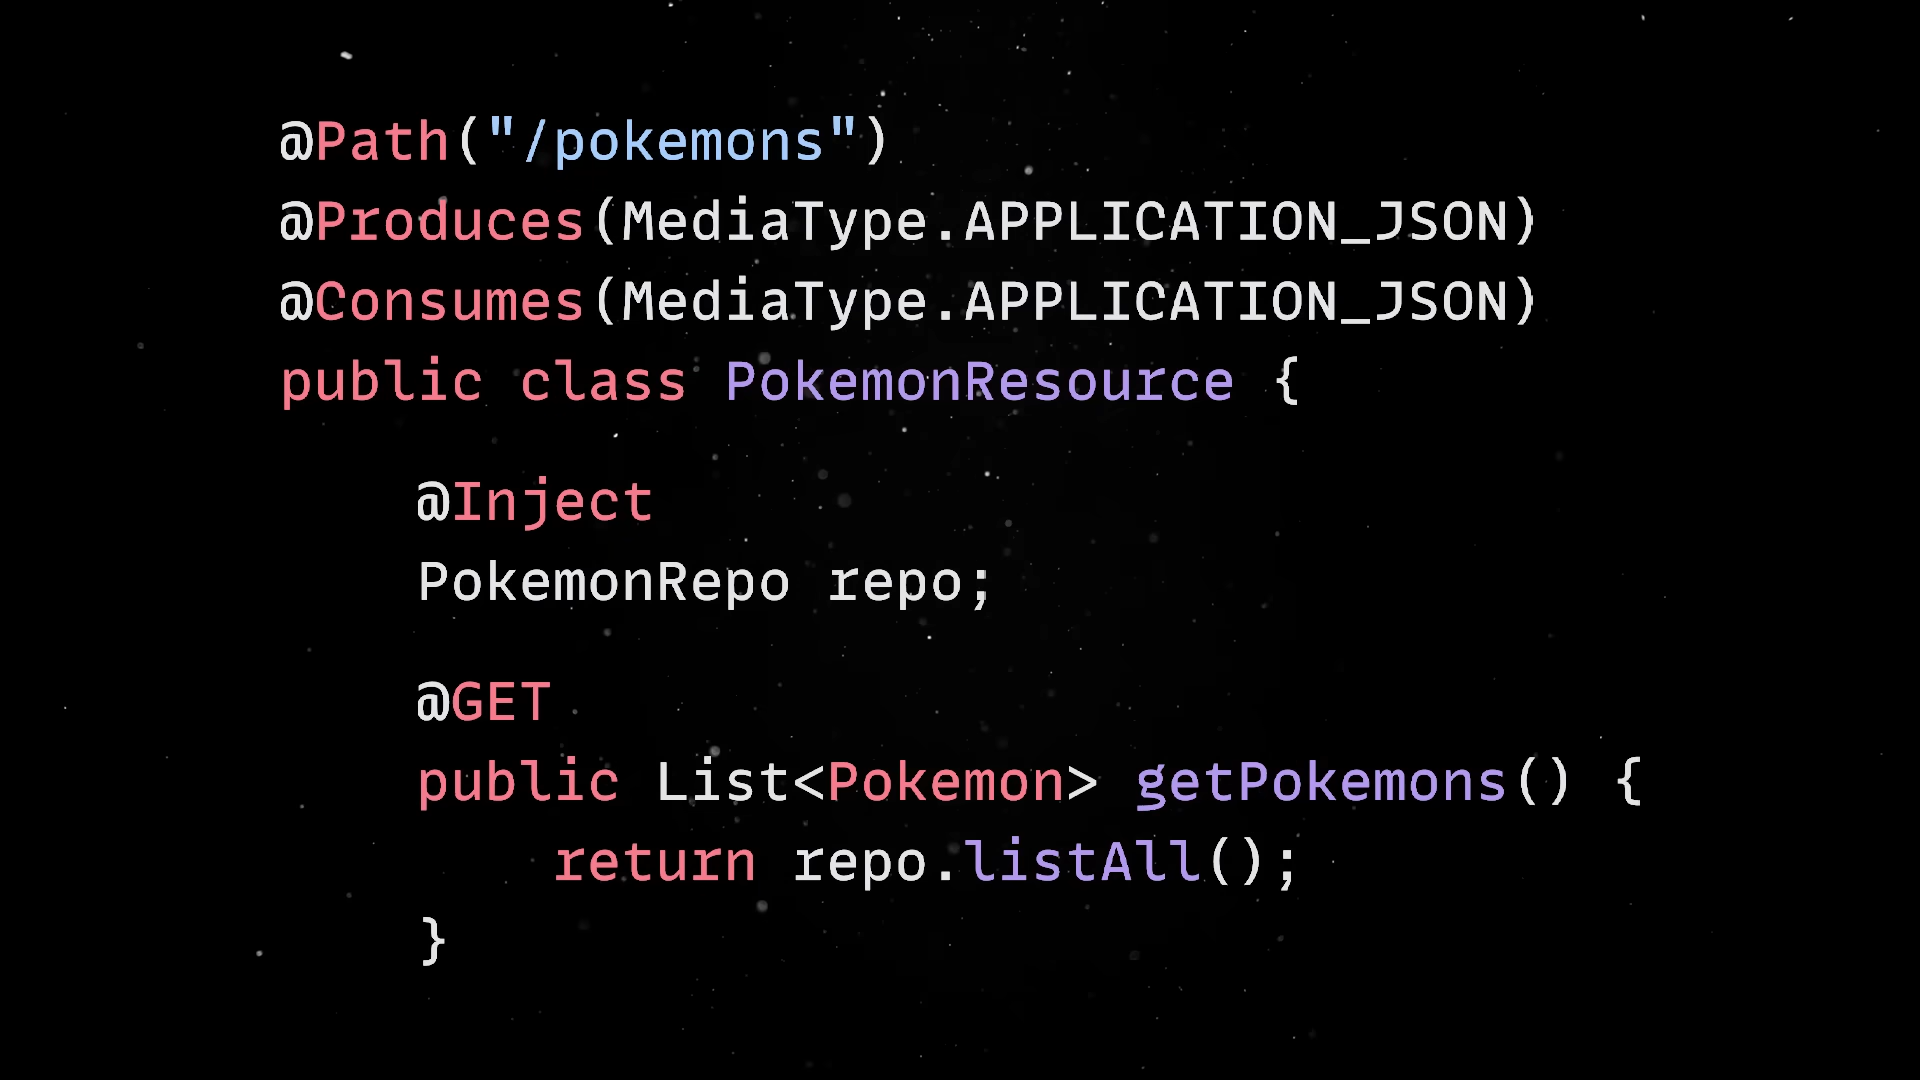 @Path("/pokemons")
@Produces(MediaType.APPLICATION_JSON)
@Consumes(MediaType.APPLICATION_JSON)
public class PokemonResource {
@Inject
PokemonRepo repo;
@GET
public List<Pokemon> getPokemons() {
return repo.listAll();
}